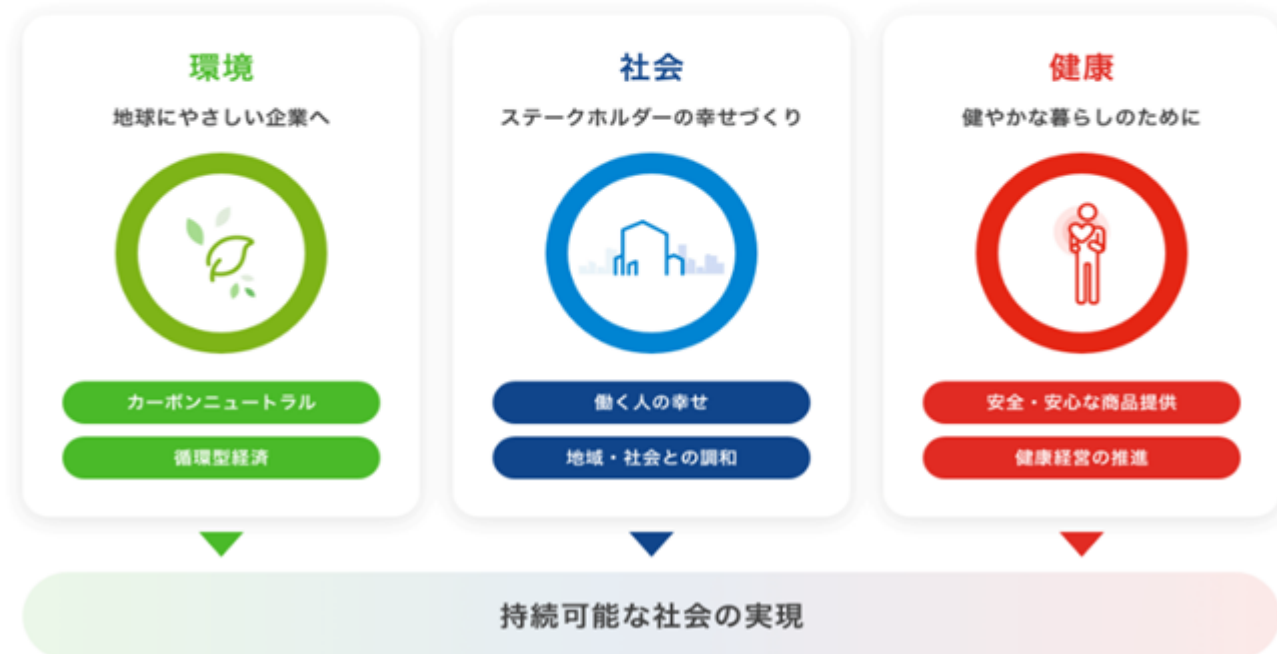 環境
地球にやさしい企業へ
カーボンニュートラル
循環型経済
社会
ステークホルダーの幸せづくり
働く人の幸せ
地域・社会との調和
健康
健やかな暮らしのために
安全・安心な商品提供
健康経営の推進
持続可能な社会の実現